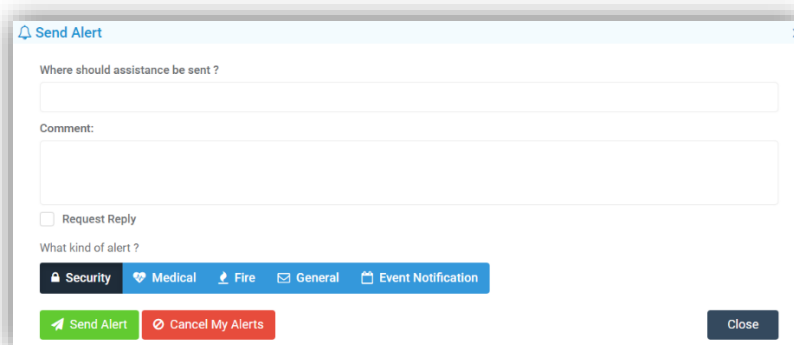 Send Alert
Where should assistance be sent ?
Comment:
Request Reply
What kind of alert ?
Security Medical Fire General Event Notification
Send Alert Cancel My Alerts Close